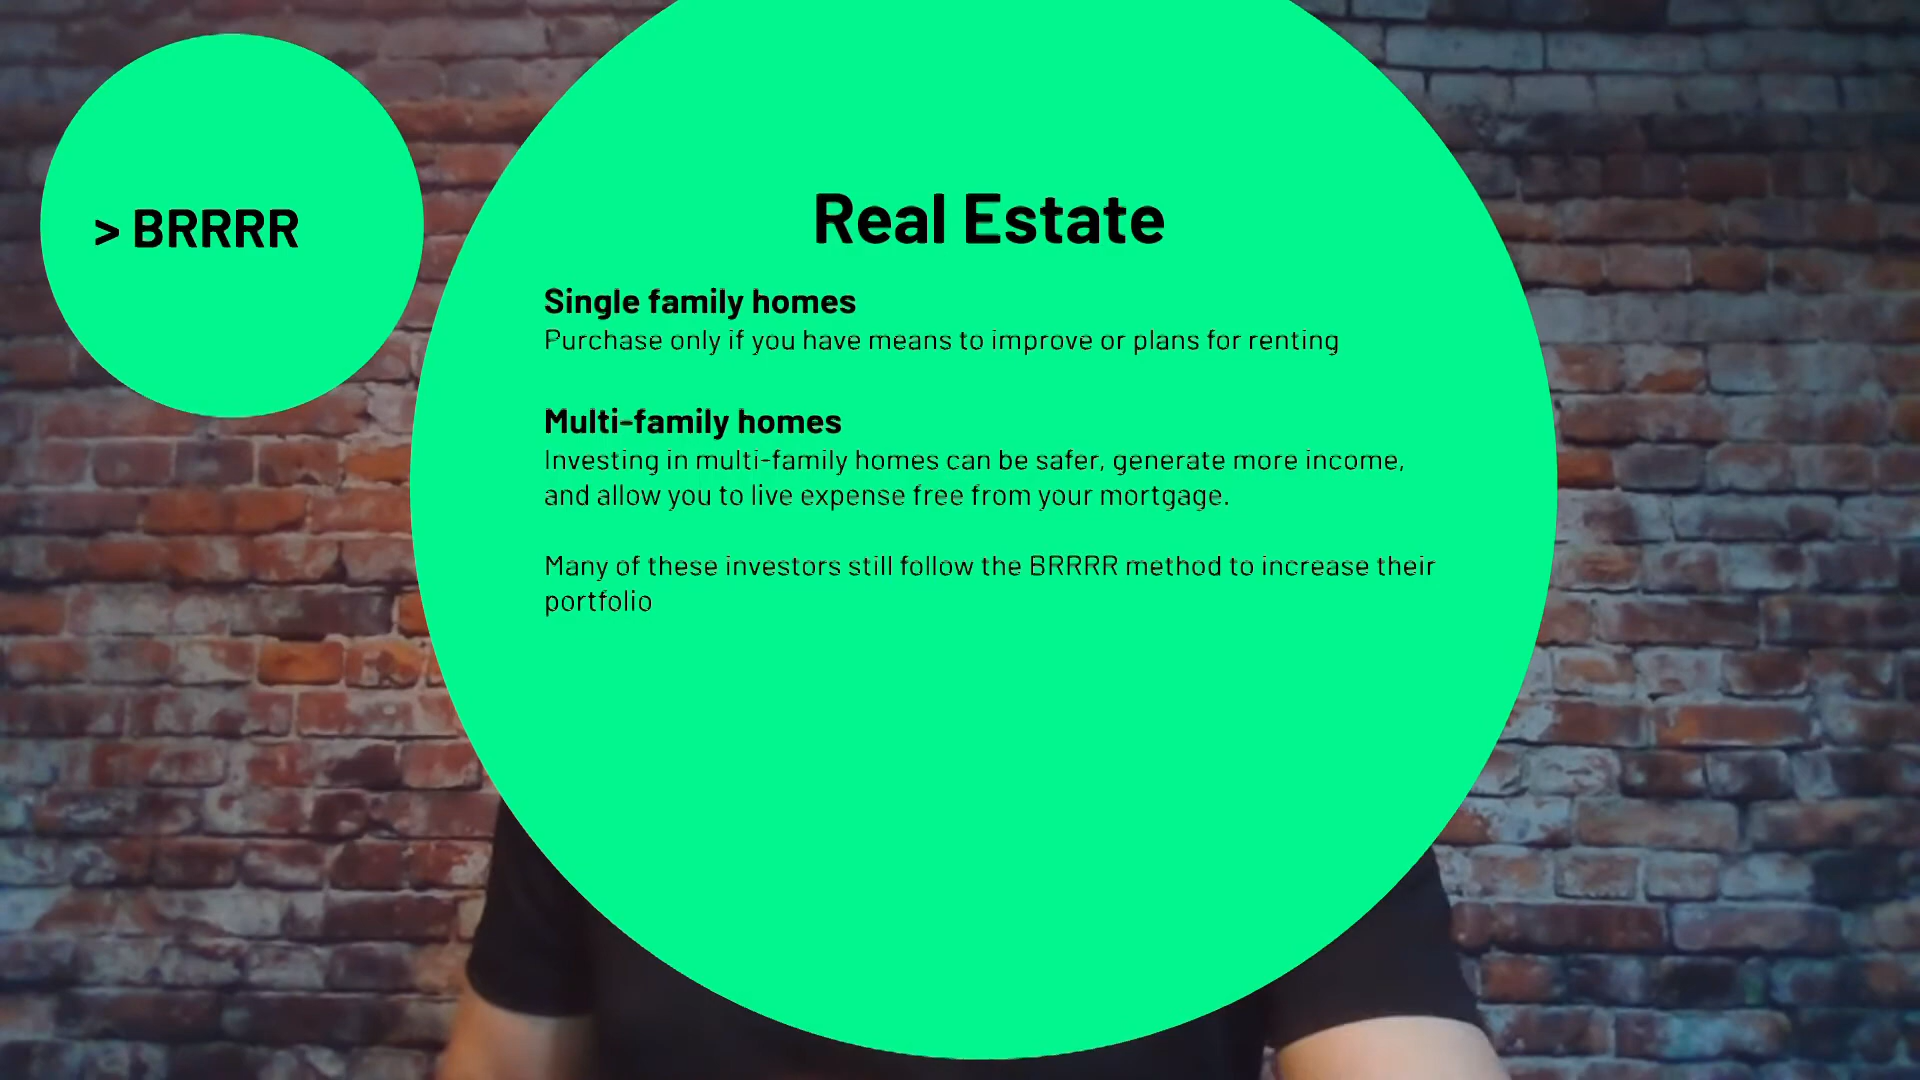 > BRRRR
Real Estate
Single family homes
Purchase only if you have means to improve or plans for renting
Multi-family homes
Investing in multi-family homes can be safer, generate more income,
and allow you to live expense free from your mortgage.
Many of these investors still follow the BRRRR method to increase their
portfolio